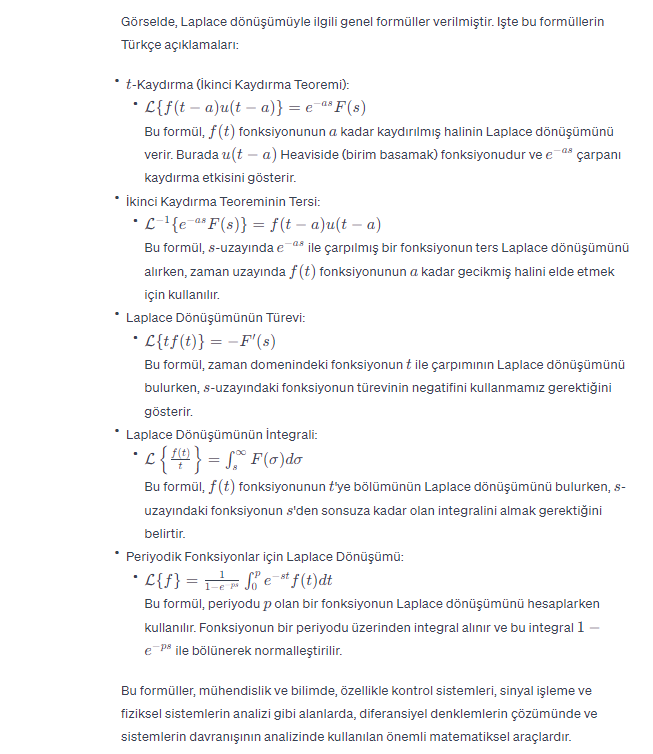 Görselde, Laplace dönüşümüyle ilgili genel formüller verilmiştir. İşte bu formüllerin
Türkçe açıklamaları:
• t-Kaydırma (İkinci Kaydırma Teoremi):
• ℒ{f(t − a)u(t − a)} = e^{−as}F(s)
Bu formül, f(t) fonksiyonunun a kadar kaydırılmış halinin Laplace dönüşümünü
verir. Burada u(t − a) Heaviside (birim basamak) fonksiyonudur ve e^{−as} çarpanı
kaydırma etkisini gösterir.
• İkinci Kaydırma Teoreminin Tersi:
• ℒ^{−1}{e^{−as}F(s)} = f(t − a)u(t − a)
Bu formül, s-uzayında e^{−as} ile çarpılmış bir fonksiyonun ters Laplace dönüşümünü
alırken, zaman uzayında f(t) fonksiyonunun a kadar gecikmiş halini elde etmek
için kullanılır.
• Laplace Dönüşümünün Türevi:
• ℒ{tf(t)} = −F′(s)
Bu formül, zaman domenindeki fonksiyonun t ile çarpımının Laplace dönüşümünü
bulurken, s-uzayındaki fonksiyonun türevinin negatifini kullanmamız gerektiğini
gösterir.
• Laplace Dönüşümünün İntegrali:
• ℒ{f(t)/t} = ∫_s^∞ F(σ)dσ
Bu formül, f(t) fonksiyonunun t'ye bölümünün Laplace dönüşümünü bulurken, s-
uzayındaki fonksiyonun s'den sonsuza kadar olan integralini almak gerektiğini
belirtir.
• Periyodik Fonksiyonlar için Laplace Dönüşümü:
• ℒ{f} = 1/(1−e^{−ps}) ∫_0^p e^{−st}f(t)dt
Bu formül, periyodu p olan bir fonksiyonun Laplace dönüşümünü hesaplarken
kullanılır. Fonksiyonun bir periyodu üzerinden integral alınır ve bu integral 1 −
e^{−ps} ile bölünerek normalleştirilir.
Bu formüller, mühendislik ve bilimde, özellikle kontrol sistemleri, sinyal işleme ve
fiziksel sistemlerin analizi gibi alanlarda, diferansiyel denklemlerin çözümünde ve
sistemlerin davranışının analizinde kullanılan önemli matematiksel araçlardır.